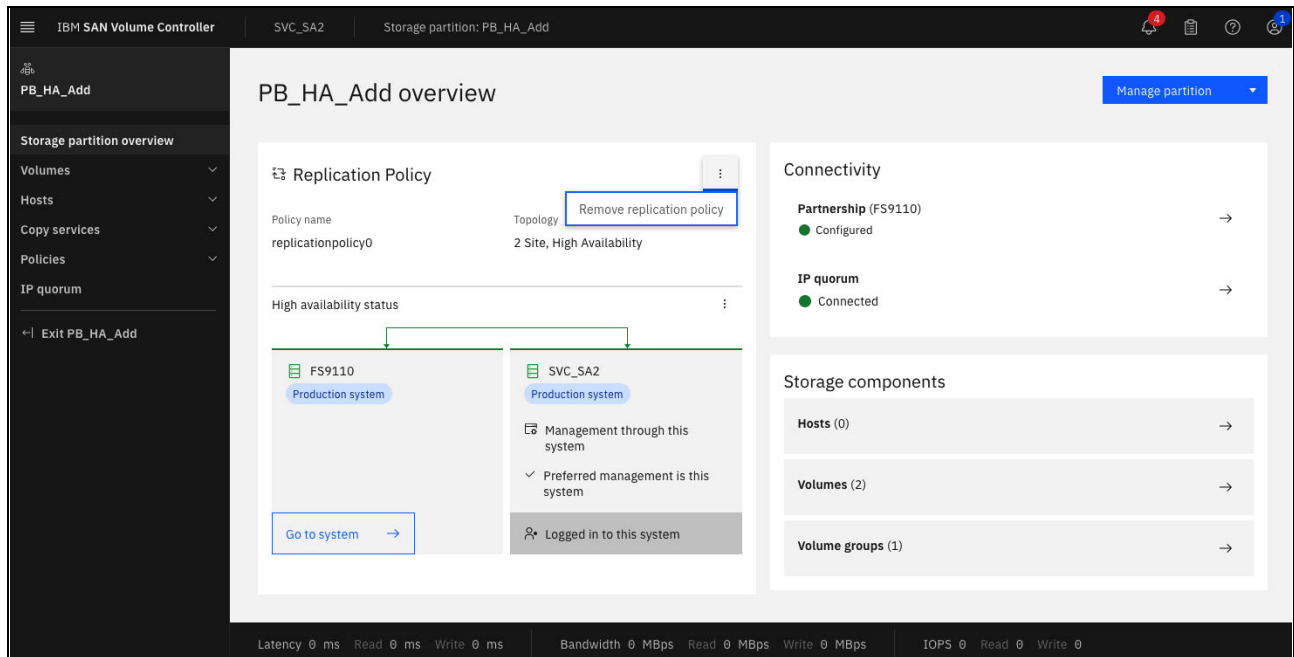 IBM SAN Volume Controller
SVC_SA2
Storage partition: PB_HA_Add
4
1
PB_HA_Add
Storage partition overview
Volumes
Hosts
Copy services
Policies
IP quorum
Exit PB_HA_Add
PB_HA_Add overview
Manage partition
Replication Policy
Remove replication policy
Policy name
replicationpolicy0
Topology
2 Site, High Availability
High availability status
FS9110
Production system
Go to system
SVC_SA2
Production system
Management through this
system
Preferred management is this
system
Logged in to this system
Connectivity
Partnership (FS9110)
Configured
IP quorum
Connected
Storage components
Hosts (0)
Volumes (2)
Volume groups (1)
Latency 0 ms Read 0 ms Write 0 ms
Bandwidth 0 MBps Read 0 MBps Write 0 MBps
IOPS 0 Read 0 Write 0